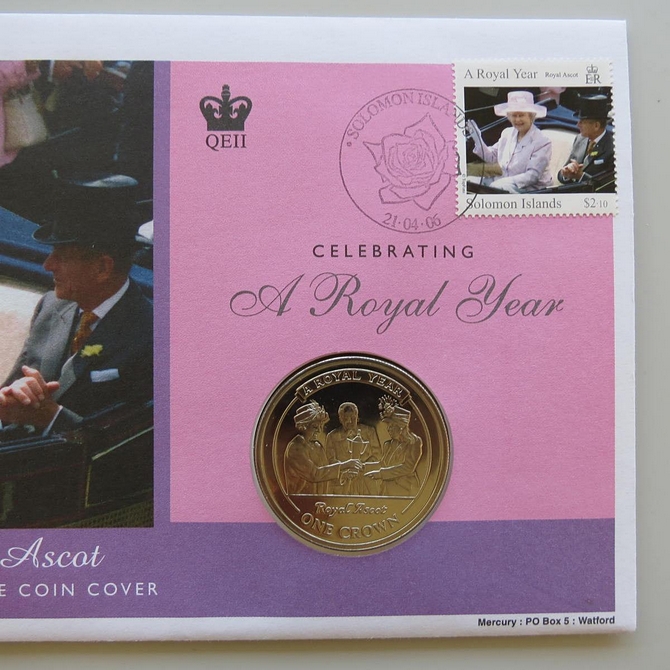 QEII
SOLOMON ISLANDS
21·04·06
A Royal Year Royal Ascot ER
Solomon Islands $2·10
CELEBRATING
A Royal Year
A ROYAL YEAR
Royal Ascot
ONE CROWN
Ascot
E COIN COVER
Mercury : PO Box 5 : Watford